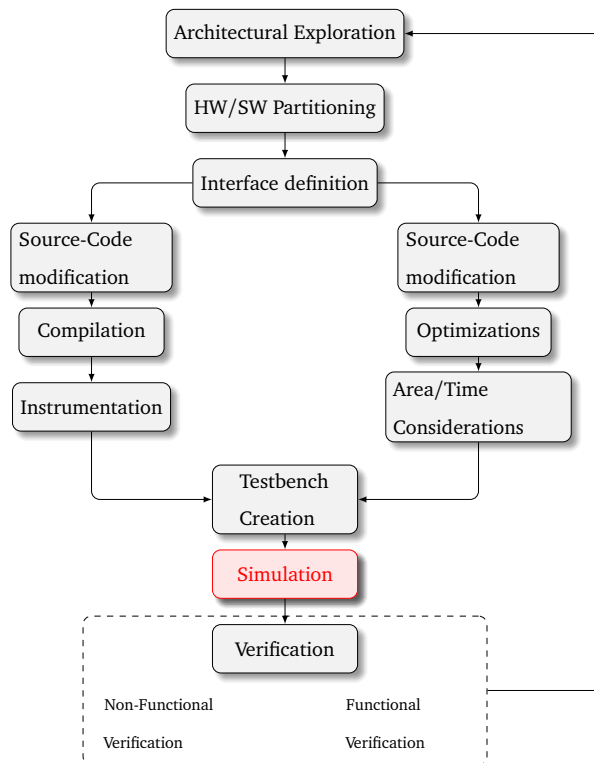 Architectural Exploration
HW/SW Partitioning
Interface definition
Source-Code
modification
Compilation
Instrumentation
Source-Code
modification
Optimizations
Area/Time
Considerations
Testbench
Creation
Simulation
Verification
Non-Functional
Verification
Functional
Verification